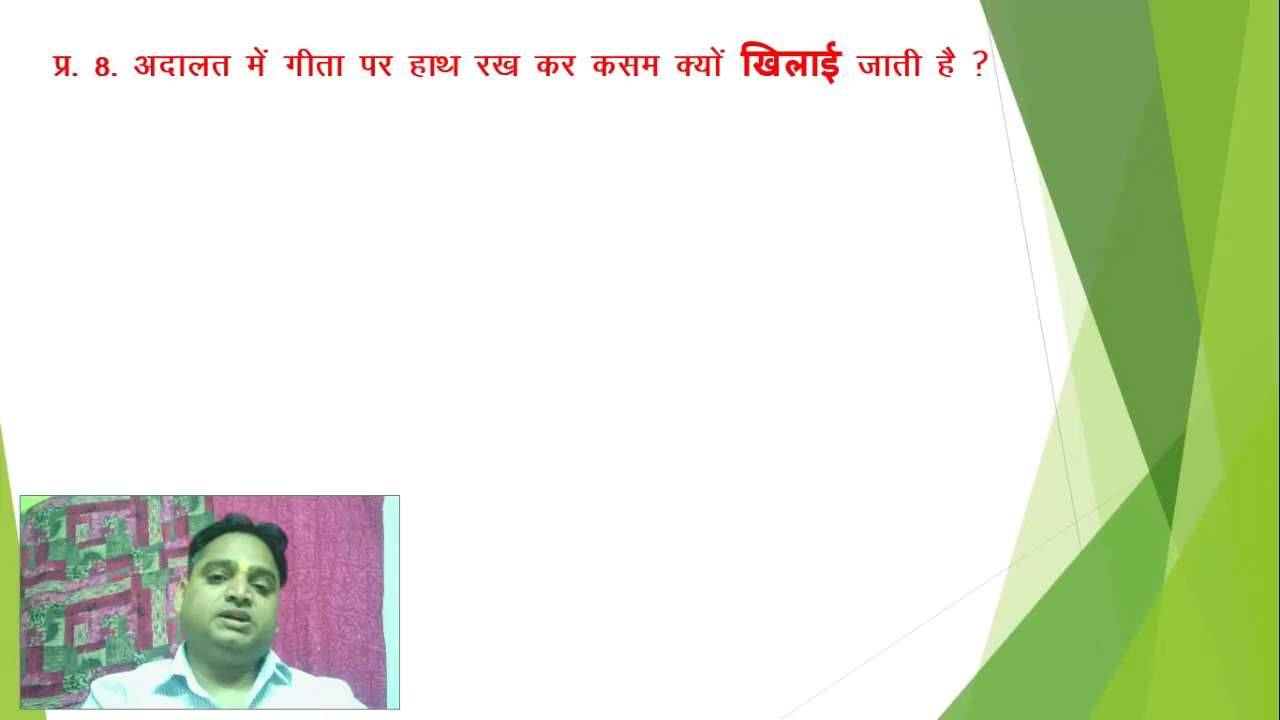 प्र. 8. अदालत में गीता पर हाथ रख कर कसम क्यों खिलाई जाती है ?